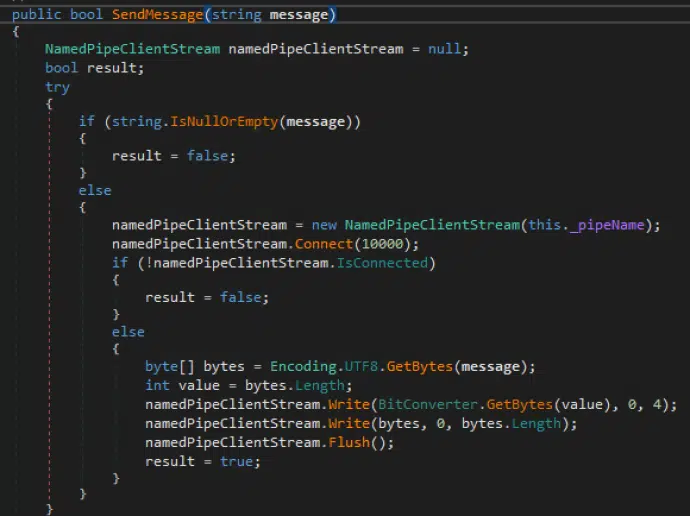 public bool SendMessage(string message)
{
NamedPipeClientStream namedPipeClientStream = null;
bool result;
try
{
if (string.IsNullOrEmpty(message))
{
result = false;
}
else
{
namedPipeClientStream = new NamedPipeClientStream(this._pipeName);
namedPipeClientStream.Connect(10000);
if (!namedPipeClientStream.IsConnected)
{
result = false;
}
else
{
byte[] bytes = Encoding.UTF8.GetBytes(message);
int value = bytes.Length;
namedPipeClientStream.Write(BitConverter.GetBytes(value), 0, 4);
namedPipeClientStream.Write(bytes, 0, bytes.Length);
namedPipeClientStream.Flush();
result = true;
}
}
}